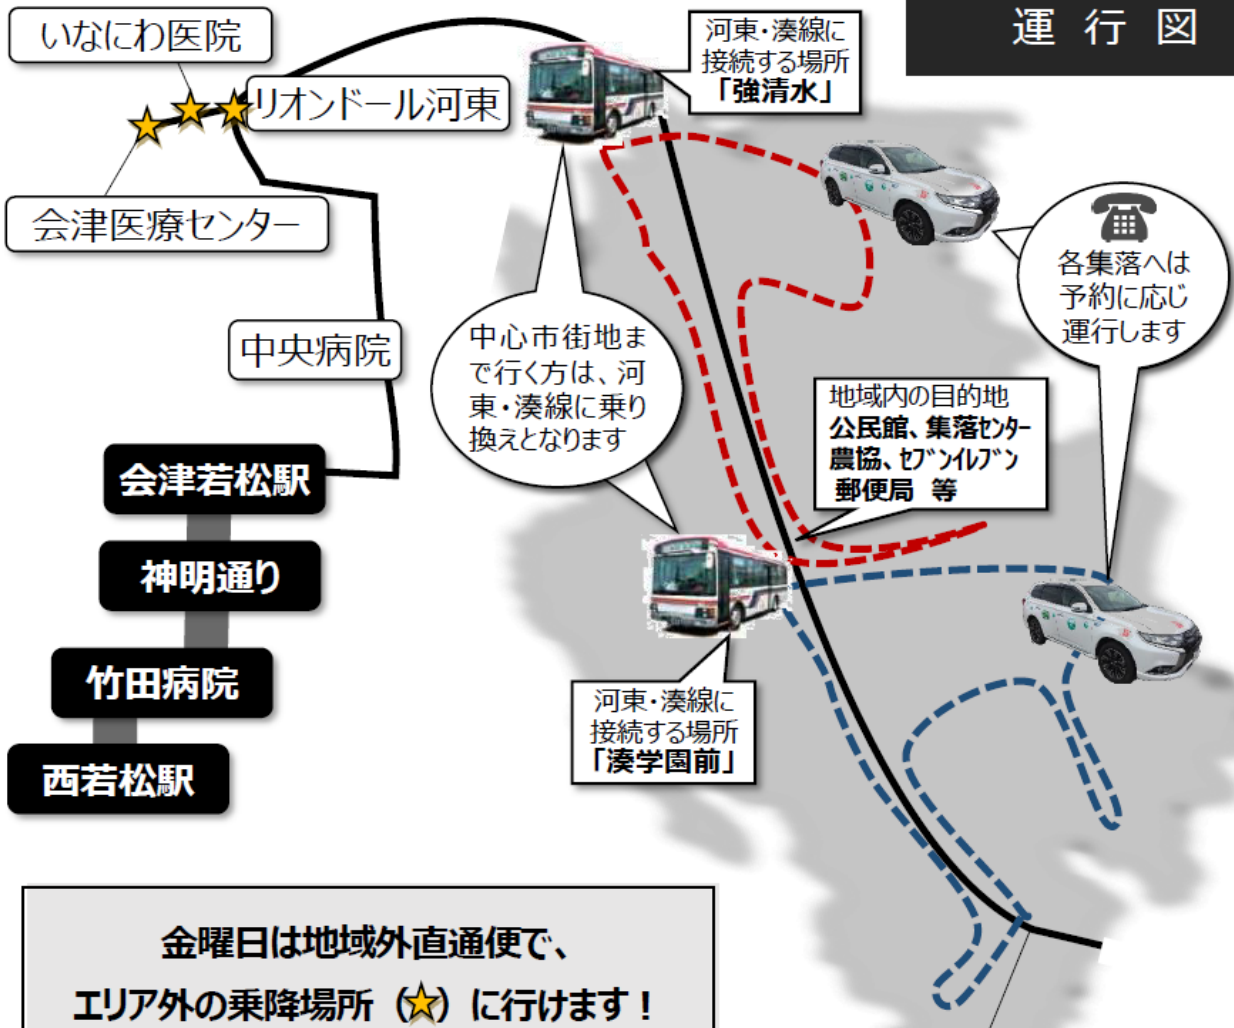 運行図
いなにわ医院
リオンドール河東
会津医療センター
中央病院
会津若松駅
神明通り
竹田病院
西若松駅
河東・湊線に
接続する場所
「強清水」
各集落へは
予約に応じ
運行します
中心市街地ま
で行く方は、河
東・湊線に乗り
換えとなります
地域内の目的地
公民館、集落ｾﾝﾀｰ
農協、ｾﾌﾞﾝｲﾚﾌﾞﾝ
郵便局 等
河東・湊線に
接続する場所
「湊学園前」
金曜日は地域外直通便で、
エリア外の乗降場所（★）に行けます！